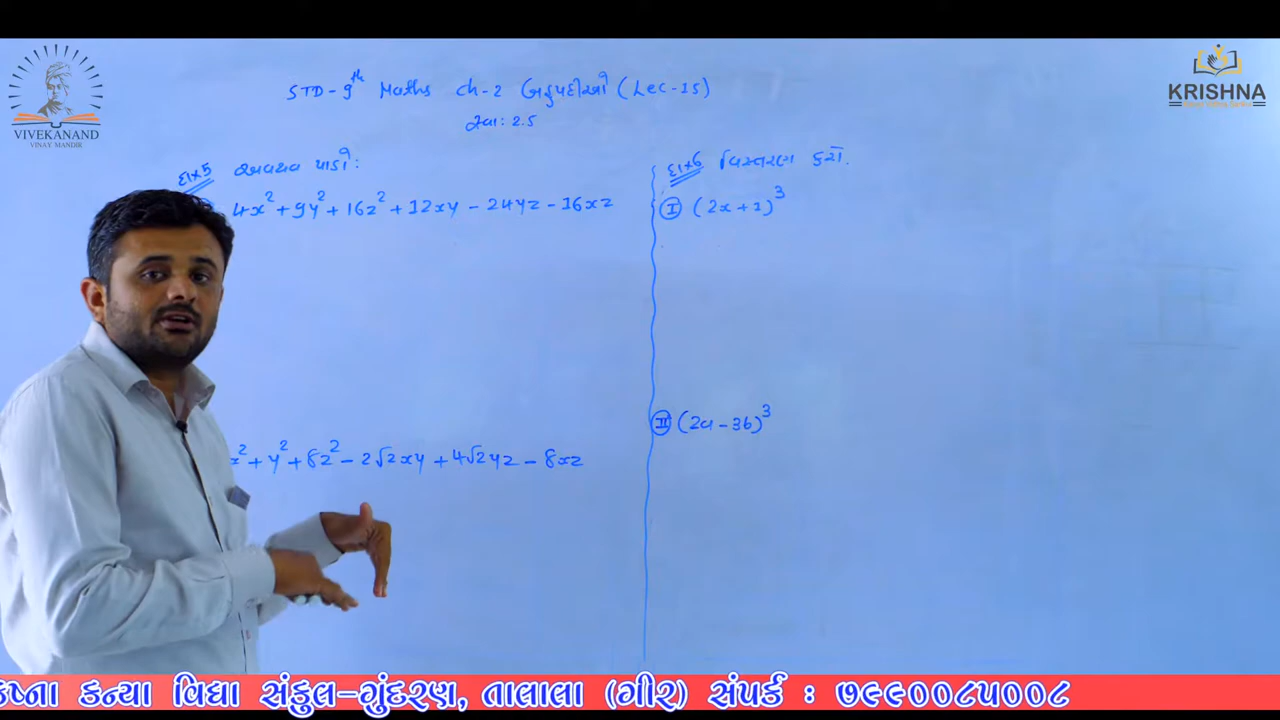 VIVEKANAND
VINAY MANDIR
KRISHNA
STD-9th Maths Ch-2 બહુપદીઓ (Lec-15)
સ્વા: 2.5
દા×5 અવયવ પાડો:
4x² + 9y² + 16z² + 12xy - 24yz - 16xz
x² + y² + 8z² - 2√2xy + 4√2yz - 8xz
દા×6 વિસ્તરણ કરો.
I (2x + 1)³
II (2a - 3b)³
ષ્ના કન્યા વિદ્યા સંકુલ-ગુંદરણ, તાલાલા (ગીર) સંપર્ક : ૭૯૯૦૦૮૫૦૦૮